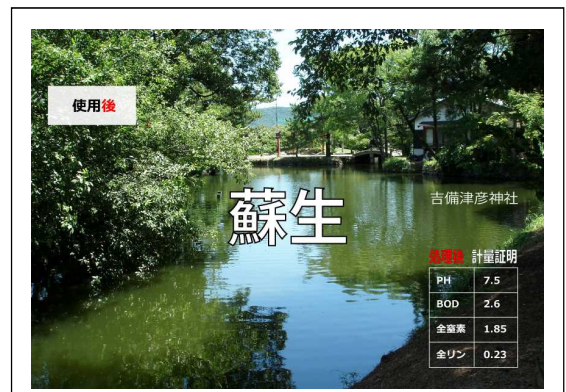 使用後
蘇生
吉備津彦神社
処理後 計量証明
PH 7.5
BOD 2.6
全窒素 1.85
全リン 0.23